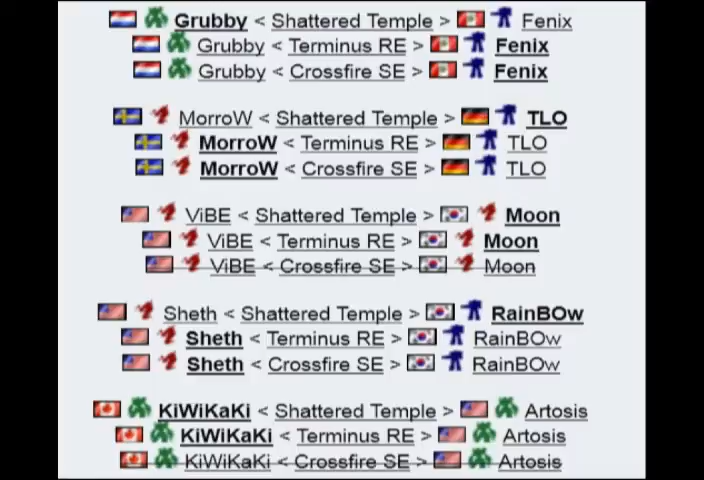 Grubby < Shattered Temple > Fenix
Grubby < Terminus RE > Fenix
Grubby < Crossfire SE > Fenix
MorroW < Shattered Temple > TLO
MorroW < Terminus RE > TLO
MorroW < Crossfire SE > TLO
ViBE < Shattered Temple > Moon
ViBE < Terminus RE > Moon
ViBE < Crossfire SE > Moon
Sheth < Shattered Temple > RainBOw
Sheth < Terminus RE > RainBOw
Sheth < Crossfire SE > RainBOw
KiWiKaKi < Shattered Temple > Artosis
KiWiKaKi < Terminus RE > Artosis
KiWiKaKi < Crossfire SE > Artosis